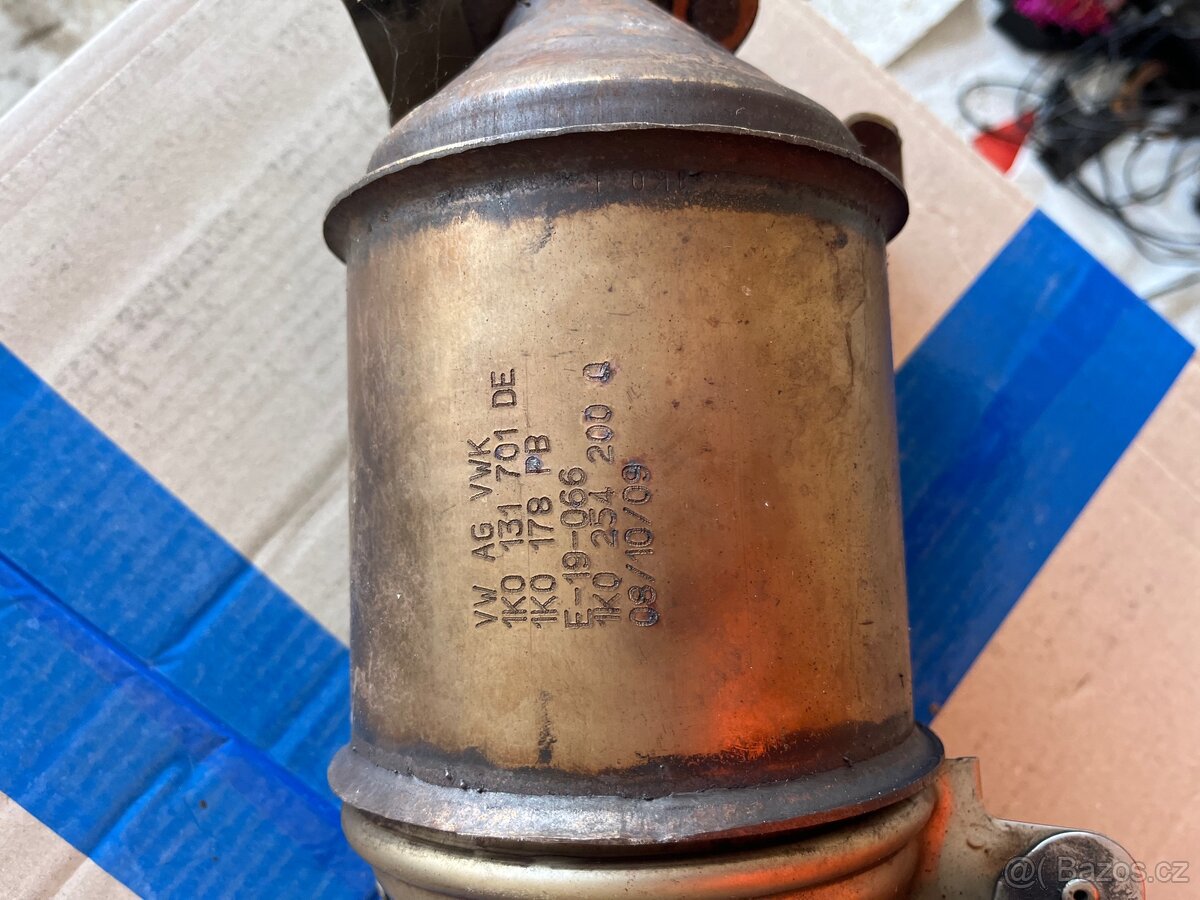 VW AG VWK
1K0 131 701 DE
1K0 178 PB
E-19-066
1K0 254 200 Q
08/10/09
@( Bazos.cz